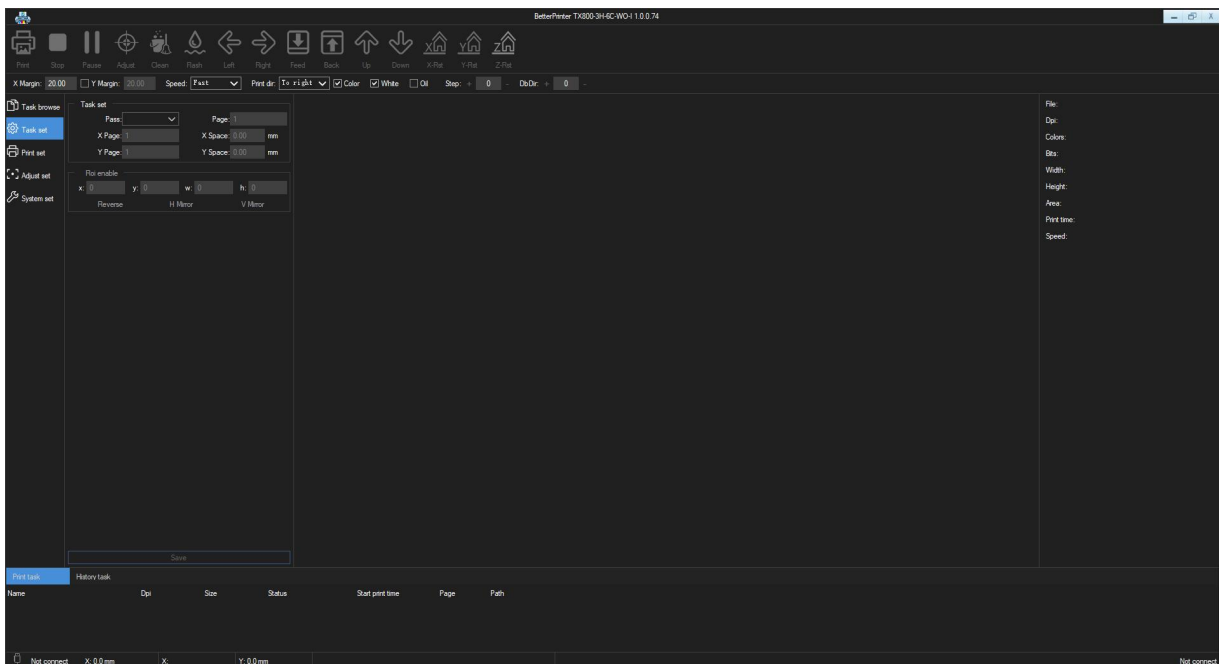 BetterPrinter TX800-3H-6C-WO-I 1.0.0.74
Print Stop Pause Adjust Clean Flash Left Right Feed Back Up Down X-Rst Y-Rst Z-Rst
X Margin: 20.00 Y Margin: 20.00 Speed: Fast Print dir: To right Color White Oil Step: + 0 - DbDir: + 0 -
Task browse
Task set
Print set
Adjust set
System set
Task set
Pass: Page: 1
X Page: 1 X Space: 0.00 mm
Y Page: 1 Y Space: 0.00 mm
Roi enable
x: 0 y: 0 w: 0 h: 0
Reverse H Mirror V Mirror
Save
File:
Dpi:
Colors:
Bits:
Width:
Height:
Area:
Print time:
Speed:
Print task History task
Name Dpi Size Status Start print time Page Path
Not connect X: 0.0 mm X: Y: 0.0 mm Not connect